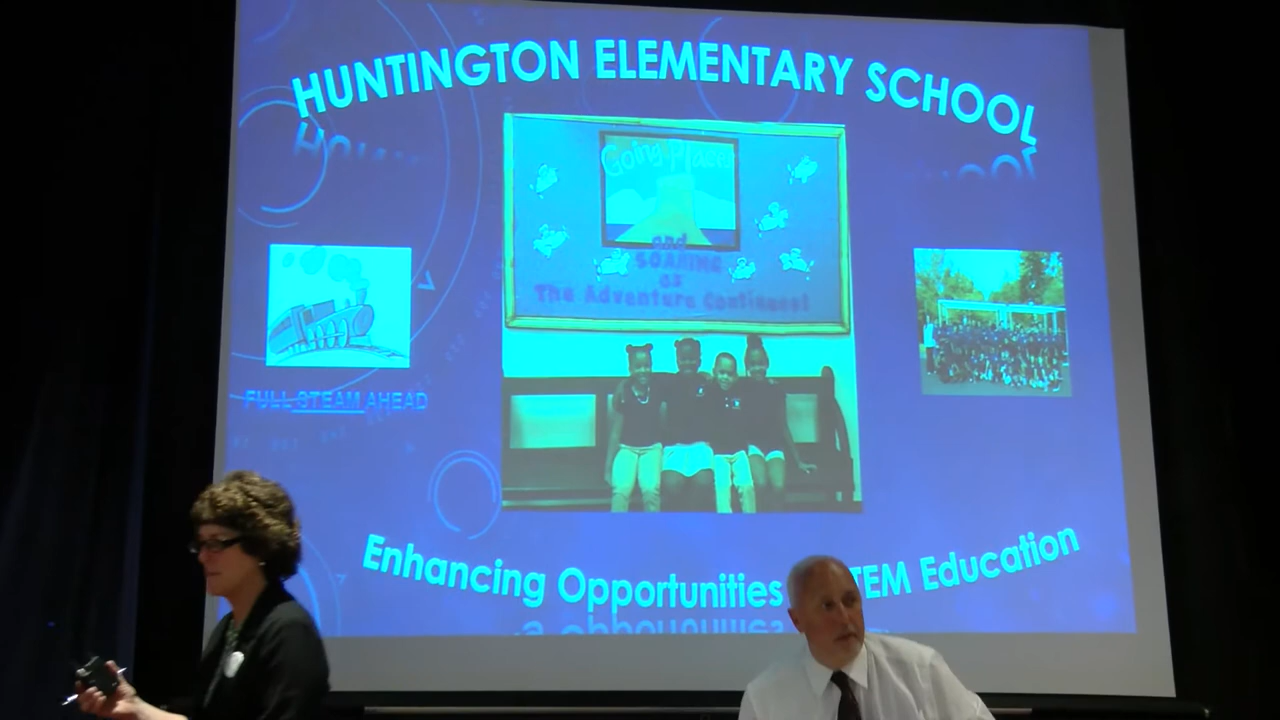 HUNTINGTON ELEMENTARY SCHOOL
Going Places
and
SOARING
as
The Adventure Continues!
FULL STEAM AHEAD
Enhancing Opportunities TEM Education